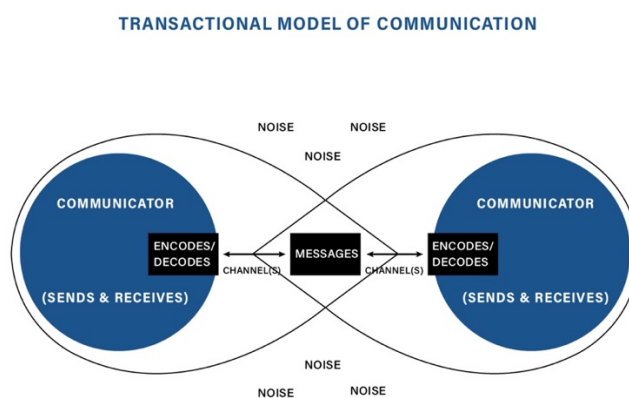 TRANSACTIONAL MODEL OF COMMUNICATION
NOISE
NOISE
NOISE
COMMUNICATOR
ENCODES/
DECODES
(SENDS & RECEIVES)
CHANNEL(S)
MESSAGES
CHANNEL(S)
COMMUNICATOR
ENCODES/
DECODES
(SENDS & RECEIVES)
NOISE
NOISE
NOISE